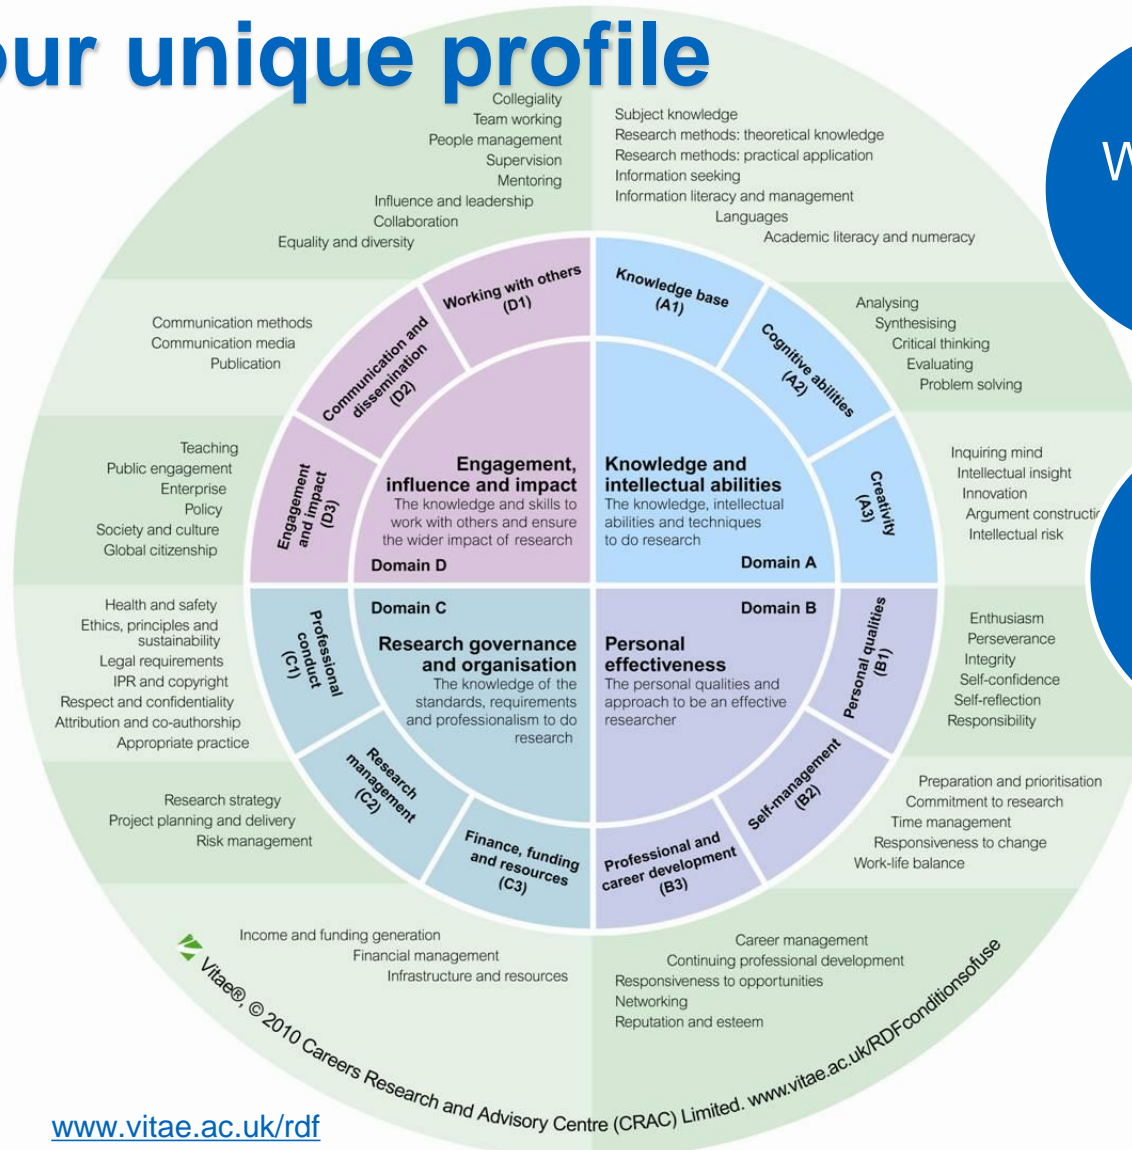 our unique profile
Collegiality
Team working
People management
Supervision
Mentoring
Influence and leadership
Collaboration
Equality and diversity
Subject knowledge
Research methods: theoretical knowledge
Research methods: practical application
Information seeking
Information literacy and management
Languages
Academic literacy and numeracy
W
Working with others
(D1)
Knowledge base
(A1)
Communication methods
Communication media
Publication
Communication and
dissemination
(D2)
Cognitive abilities
(A2)
Analysing
Synthesising
Critical thinking
Evaluating
Problem solving
Teaching
Public engagement
Enterprise
Policy
Society and culture
Global citizenship
Engagement
and impact
(D3)
Engagement,
influence and impact
The knowledge and skills to
work with others and ensure
the wider impact of research
Domain D
Knowledge and
intellectual abilities
The knowledge, intellectual
abilities and techniques
to do research
Domain A
Creativity
(A3)
Inquiring mind
Intellectual insight
Innovation
Argument constructio
Intellectual risk
Health and safety
Ethics, principles and
sustainability
Legal requirements
IPR and copyright
Respect and confidentiality
Attribution and co-authorship
Appropriate practice
Professional
conduct
(C1)
Domain C
Research governance
and organisation
The knowledge of the
standards, requirements
and professionalism to do
research
Domain B
Personal
effectiveness
The personal qualities and
approach to be an effective
researcher
Personal qualities
(B1)
Enthusiasm
Perseverance
Integrity
Self-confidence
Self-reflection
Responsibility
Research strategy
Project planning and delivery
Risk management
Research
management
(C2)
Self-management
(B2)
Preparation and prioritisation
Commitment to research
Time management
Responsiveness to change
Work-life balance
Finance, funding
and resources
(C3)
Professional and
career development
(B3)
Income and funding generation
Financial management
Infrastructure and resources
Career management
Continuing professional development
Responsiveness to opportunities
Networking
Reputation and esteem
Vitae®, © 2010 Careers Research and Advisory Centre (CRAC) Limited. www.vitae.ac.uk/RDFconditionsofuse
www.vitae.ac.uk/rdf